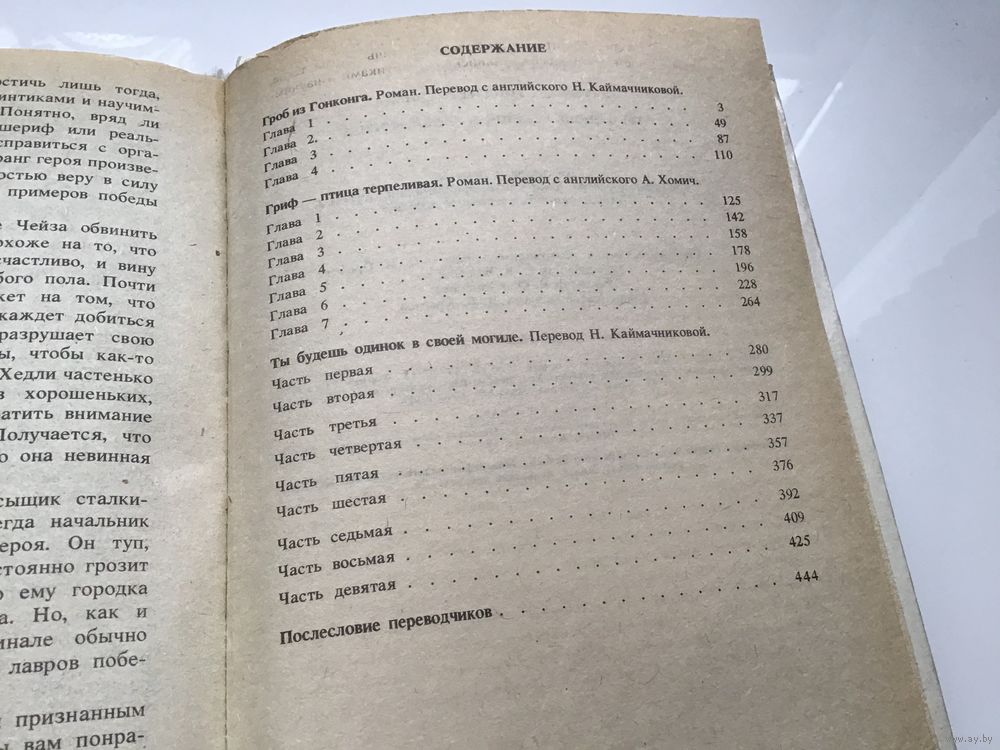 остичь лишь тогда,
интиками и научим-
Понятно, вряд ли
шериф или реаль-
справиться с орга-
ранг героя произве-
остью веру в силу
примеров победы
е Чейза обвинить
охоже на то, что
счастливо, и вину
бого пола. Почти
жет на том, что
каждет добиться
разрушает свою
ы, чтобы как-то
Хедли частенько
в хорошеньких,
ратить внимание
Получается, что
о она невинная
сыщик сталки-
егда начальник
ероя. Он туп,
стоянно грозит
о ему городка
а. Но, как и
инале обычно
лавров побе-
признанным
ы вам понра-
СОДЕРЖАНИЕ
Гроб из Гонконга. Роман. Перевод с английского Н. Каймачниковой.
Глава 1 3
Глава 2. 49
Глава 3 87
Глава 4 110
Гриф — птица терпеливая. Роман. Перевод с английского А. Хомич.
Глава 1 125
Глава 2 142
Глава 3 158
Глава 4 178
Глава 5 196
Глава 6 228
Глава 7 264
Ты будешь одинок в своей могиле. Перевод Н. Каймачниковой.
Часть первая 280
Часть вторая 299
Часть третья 317
Часть четвертая 337
Часть пятая 357
Часть шестая 376
Часть седьмая 392
Часть восьмая 409
Часть девятая 425
Послесловие переводчиков 444
www.ay.by